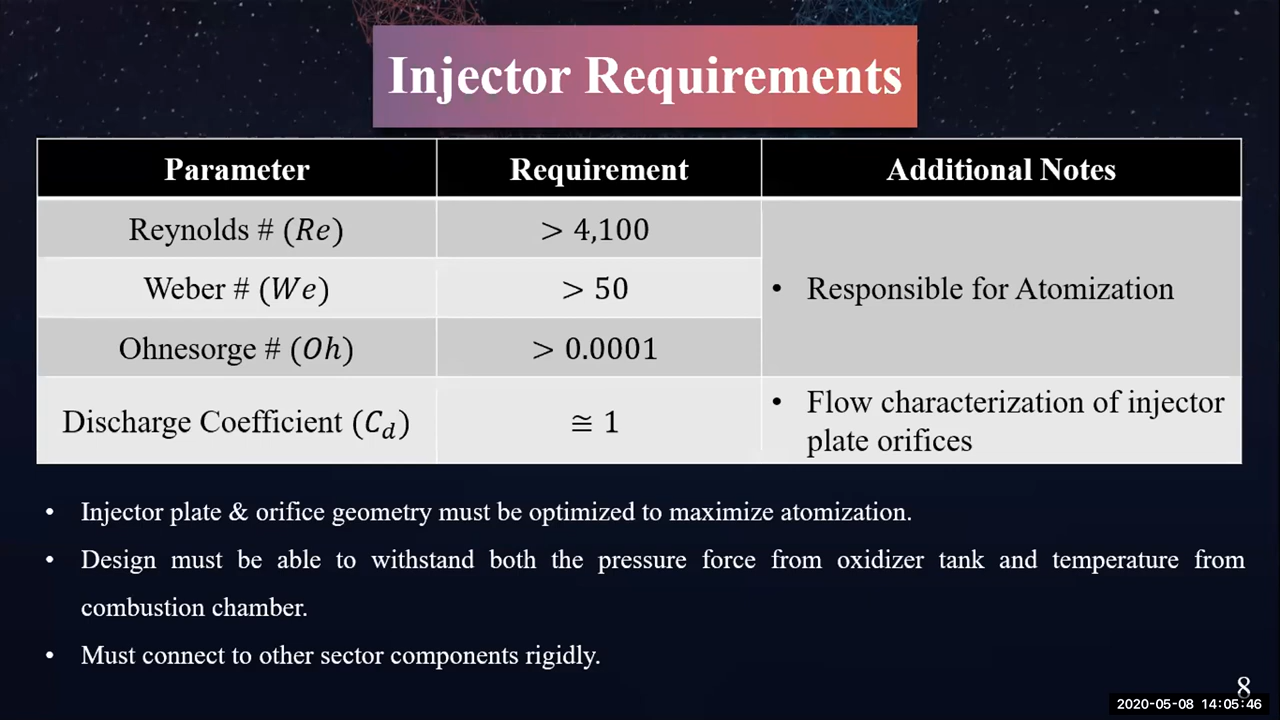 Injector Requirements
Parameter Requirement Additional Notes
Reynolds # (Re) > 4,100
Weber # (We) > 50
• Responsible for Atomization
Ohnesorge # (Oh) > 0.0001
Discharge Coefficient (C_d) ≅ 1
• Flow characterization of injector
plate orifices
• Injector plate & orifice geometry must be optimized to maximize atomization.
• Design must be able to withstand both the pressure force from oxidizer tank and temperature from
combustion chamber.
• Must connect to other sector components rigidly.
8
2020-05-08 14:05:46